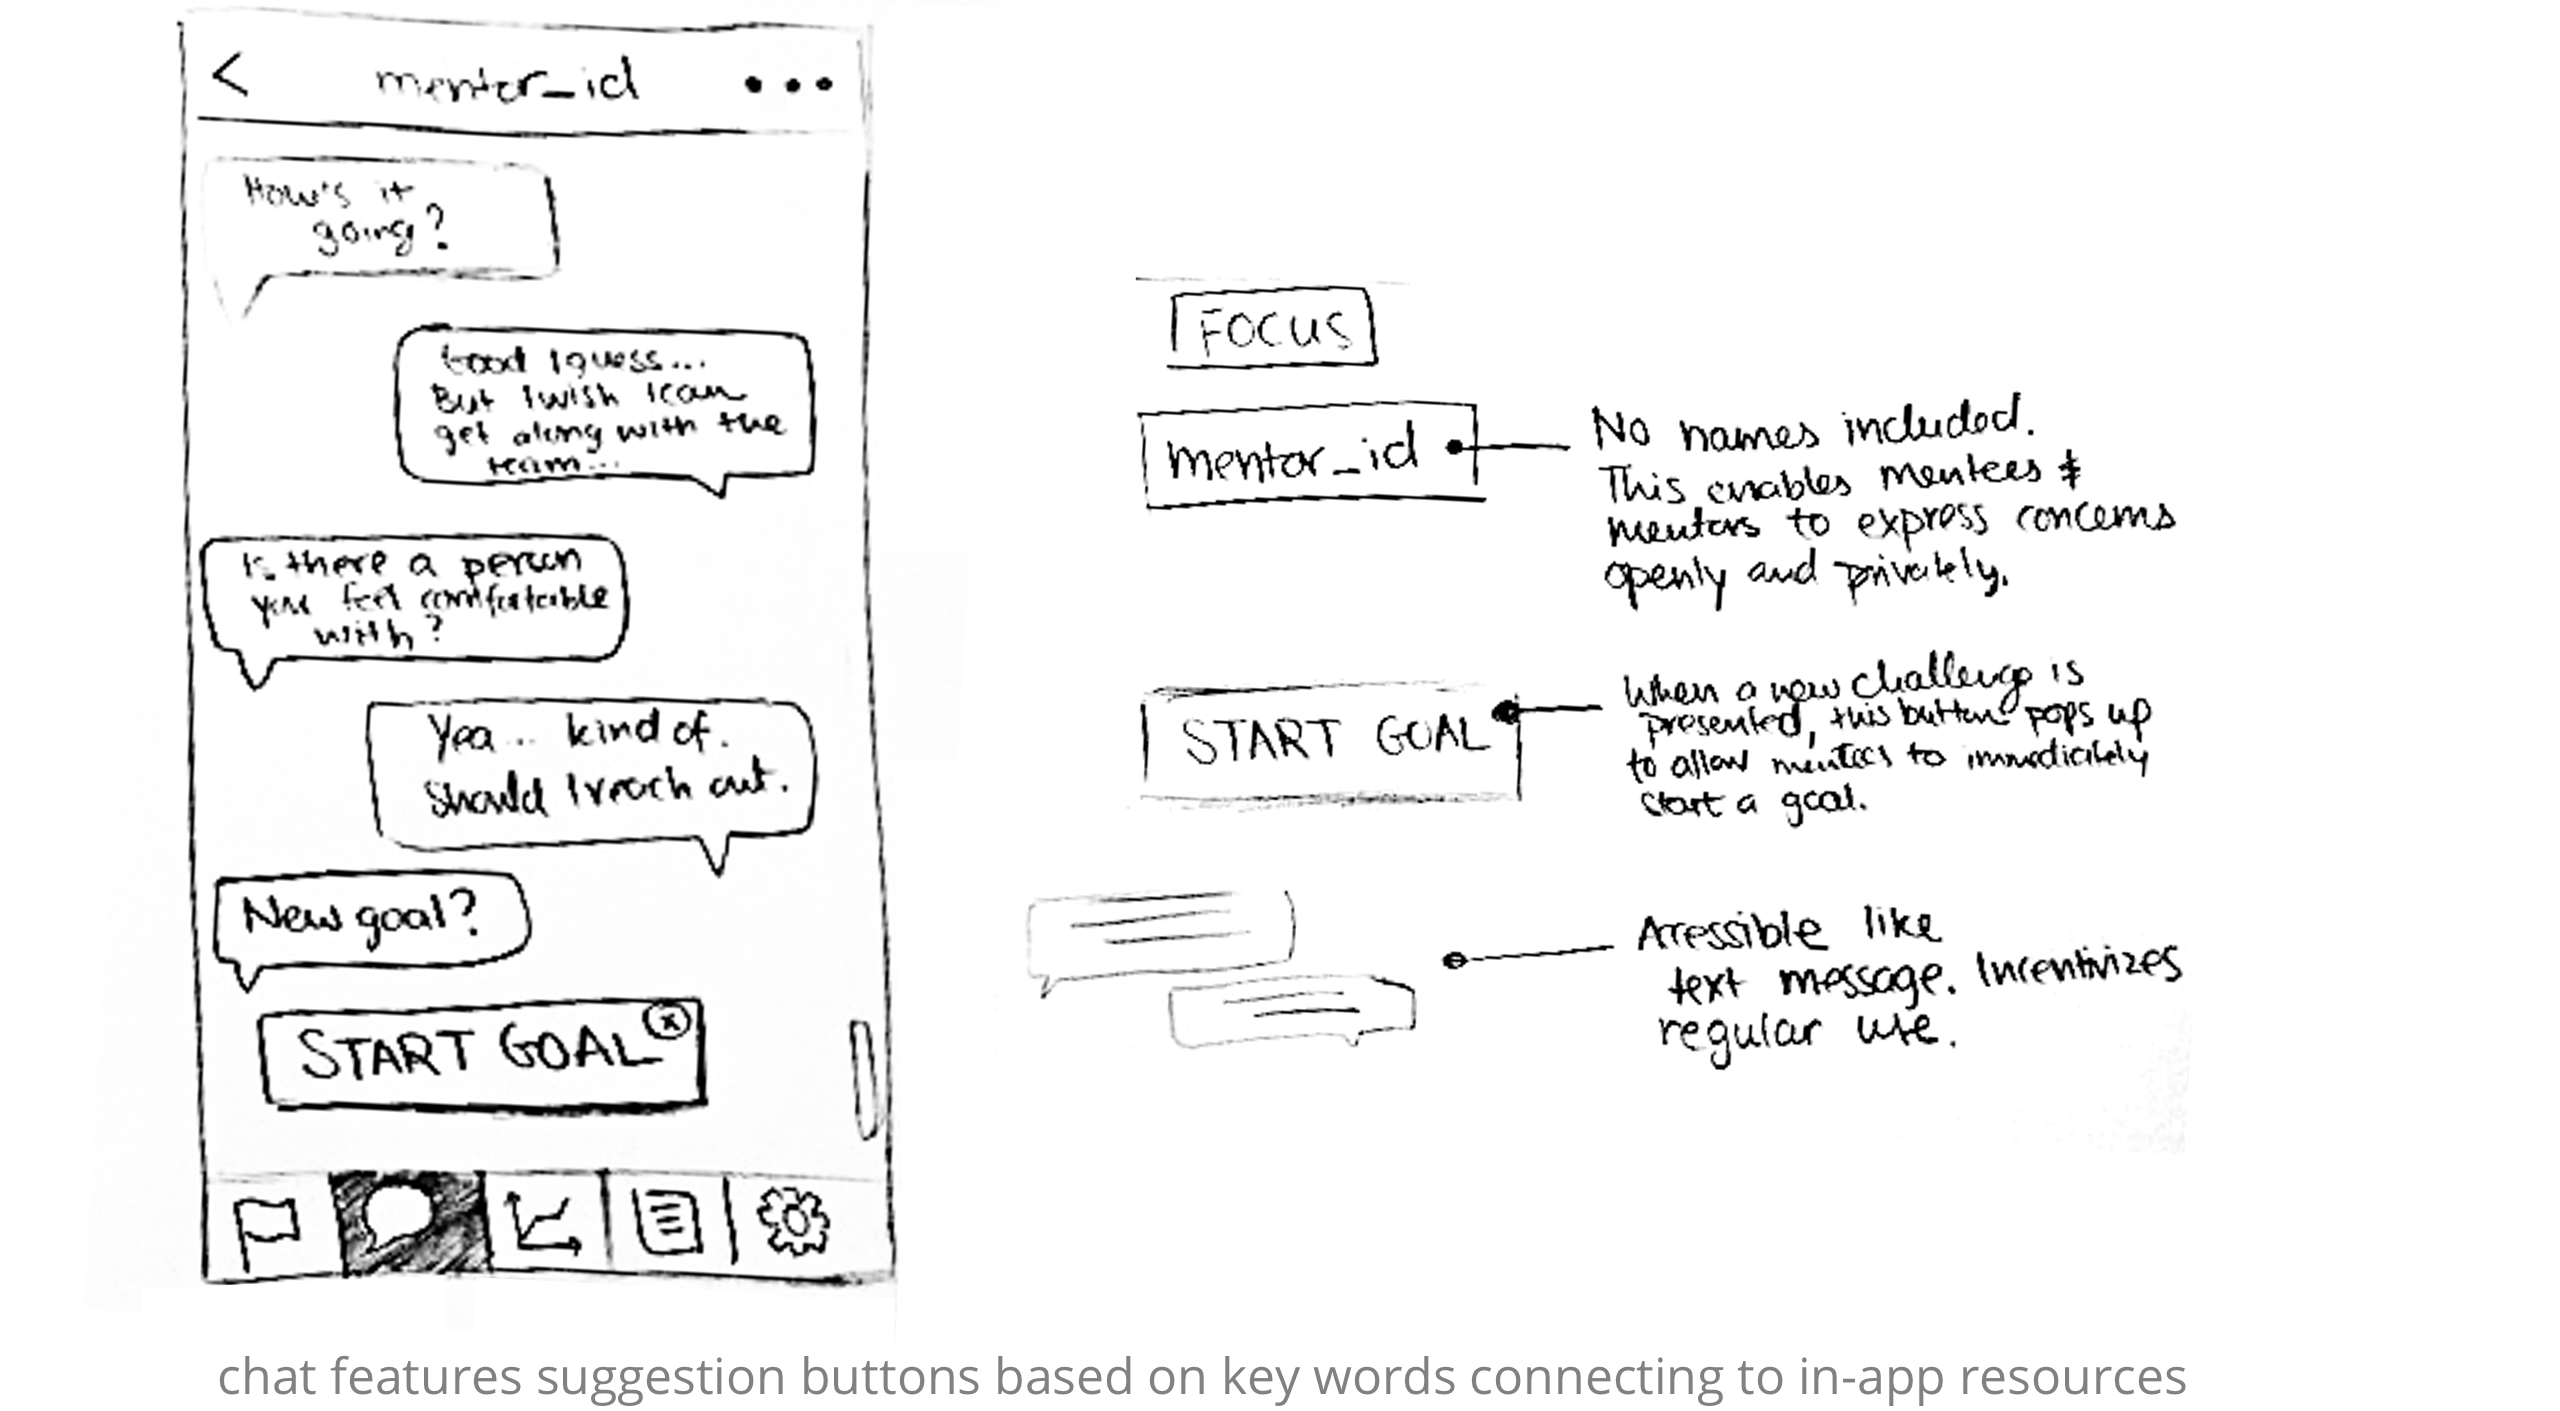 <
mentor_id
•••
How's it
going?
Good I guess...
But I wish I can
get along with the
team...
Is there a person
you feel comfortable
with?
Yea... kind of.
Should I reach out.
New goal?
START GOAL
x
FOCUS
mentor_id
No names included.
This enables mentees &
mentors to express concerns
openly and privately.
START GOAL
When a new challenge is
presented, this button pops up
to allow mentees to immediately
start a goal.
Accessible like
text message. Incentivizes
regular use.
chat features suggestion buttons based on key words connecting to in-app resources